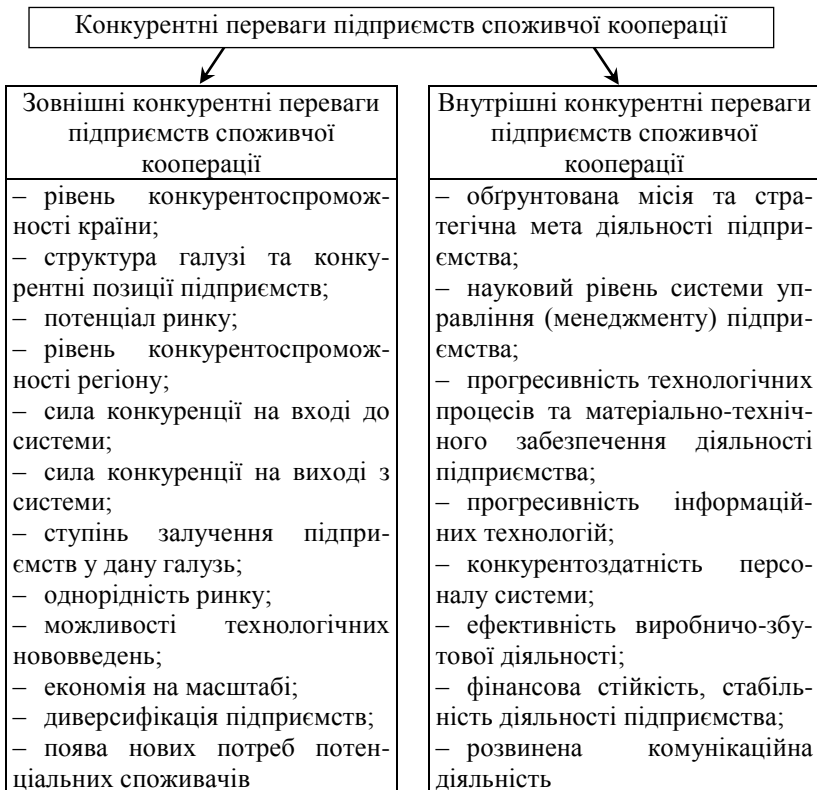 Конкурентні переваги підприємств споживчої кооперації
Зовнішні конкурентні переваги
підприємств споживчої
кооперації
– рівень конкурентоспромож-
ності країни;
– структура галузі та конку-
рентні позиції підприємств;
– потенціал ринку;
– рівень конкурентоспромож-
ності регіону;
– сила конкуренції на вході до
системи;
– сила конкуренції на виході з
системи;
– ступінь залучення підпри-
ємств у дану галузь;
– однорідність ринку;
– можливості технологічних
нововведень;
– економія на масштабі;
– диверсифікація підприємств;
– поява нових потреб потен-
ціальних споживачів
Внутрішні конкурентні переваги
підприємств споживчої
кооперації
– обґрунтована місія та стра-
тегічна мета діяльності підпри-
ємства;
– науковий рівень системи уп-
равління (менеджменту) підпри-
ємства;
– прогресивність технологічних
процесів та матеріально-техніч-
ного забезпечення діяльності
підприємства;
– прогресивність інформацій-
них технологій;
– конкурентоздатність персо-
налу системи;
– ефективність виробничо-збу-
тової діяльності;
– фінансова стійкість, стабіль-
ність діяльності підприємства;
– розвинена комунікаційна
діяльність